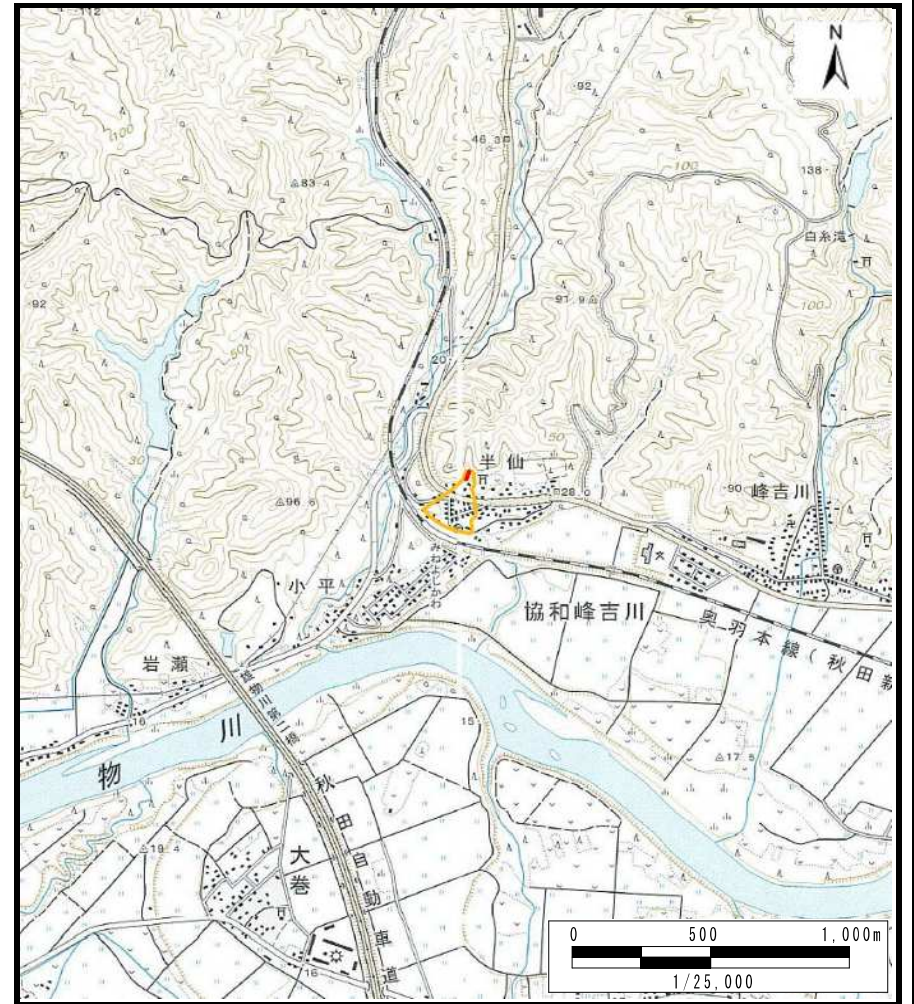 112
N
92
100
46.3
100
138
83.4
白糸滝
92
91.9
100
50
20
30
50
半仙
28.0
96.6
90
峰吉川
みねよしかわ
小平
協和峰吉川
奥羽本線(秋田新
岩瀬
雄物川第二橋
16
15
川
物
17.5
秋田自動車道
19.4
大巻
16
0 500 1,000m
1/25,000